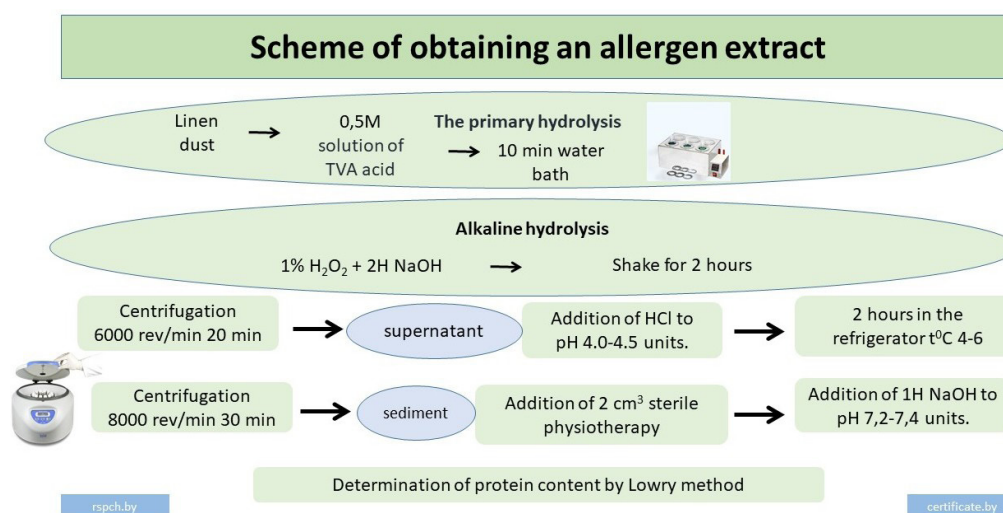 Scheme of obtaining an allergen extract
Linen
dust
0,5M
solution of
TVA acid
The primary hydrolysis
10 min water
bath
Alkaline hydrolysis
1% H₂O₂ + 2H NaOH
Shake for 2 hours
Centrifugation
6000 rev/min 20 min
supernatant
Addition of HCl to
pH 4.0-4.5 units.
2 hours in the
refrigerator t⁰C 4-6
Centrifugation
8000 rev/min 30 min
sediment
Addition of 2 cm³ sterile
physiotherapy
Addition of 1H NaOH to
pH 7,2-7,4 units.
Determination of protein content by Lowry method
rspch.by
certificate.by